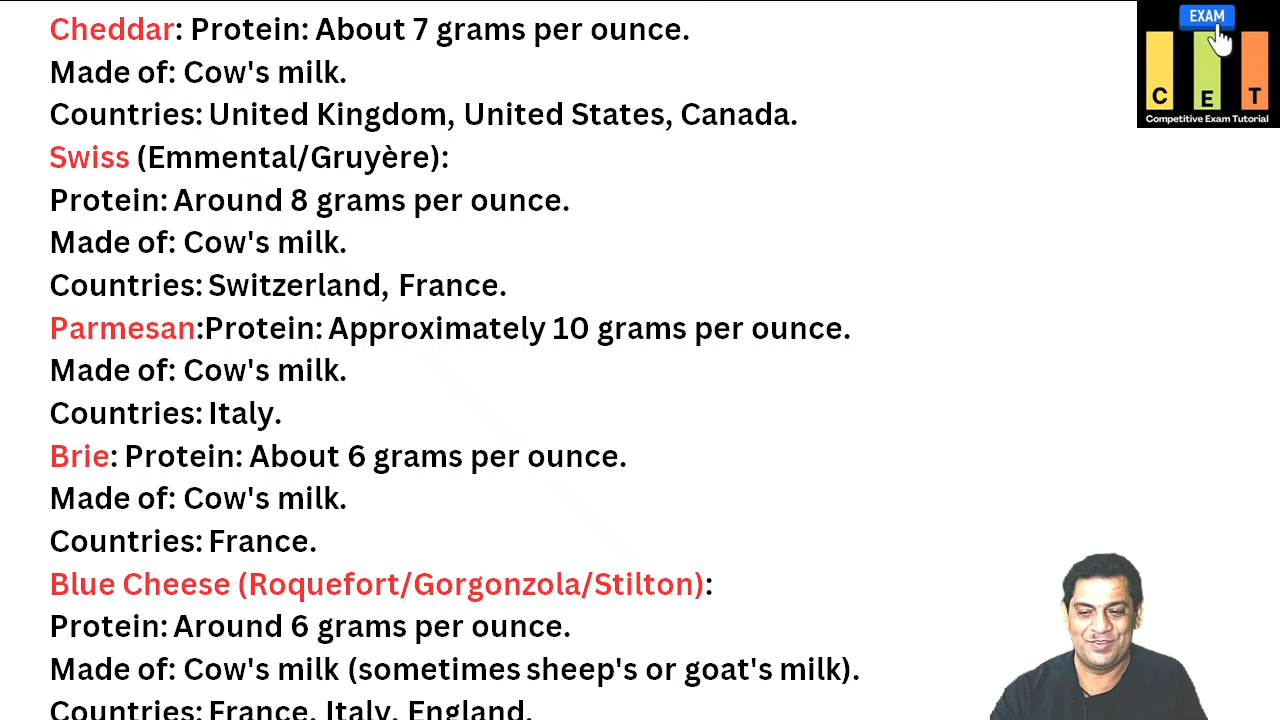 Cheddar: Protein: About 7 grams per ounce.
Made of: Cow's milk.
Countries: United Kingdom, United States, Canada.
Swiss (Emmental/Gruyère):
Protein: Around 8 grams per ounce.
Made of: Cow's milk.
Countries: Switzerland, France.
Parmesan:Protein: Approximately 10 grams per ounce.
Made of: Cow's milk.
Countries: Italy.
Brie: Protein: About 6 grams per ounce.
Made of: Cow's milk.
Countries: France.
Blue Cheese (Roquefort/Gorgonzola/Stilton):
Protein: Around 6 grams per ounce.
Made of: Cow's milk (sometimes sheep's or goat's milk).
Countries: France, Italy, England.
EXAM
C E T
Competitive Exam Tutorial